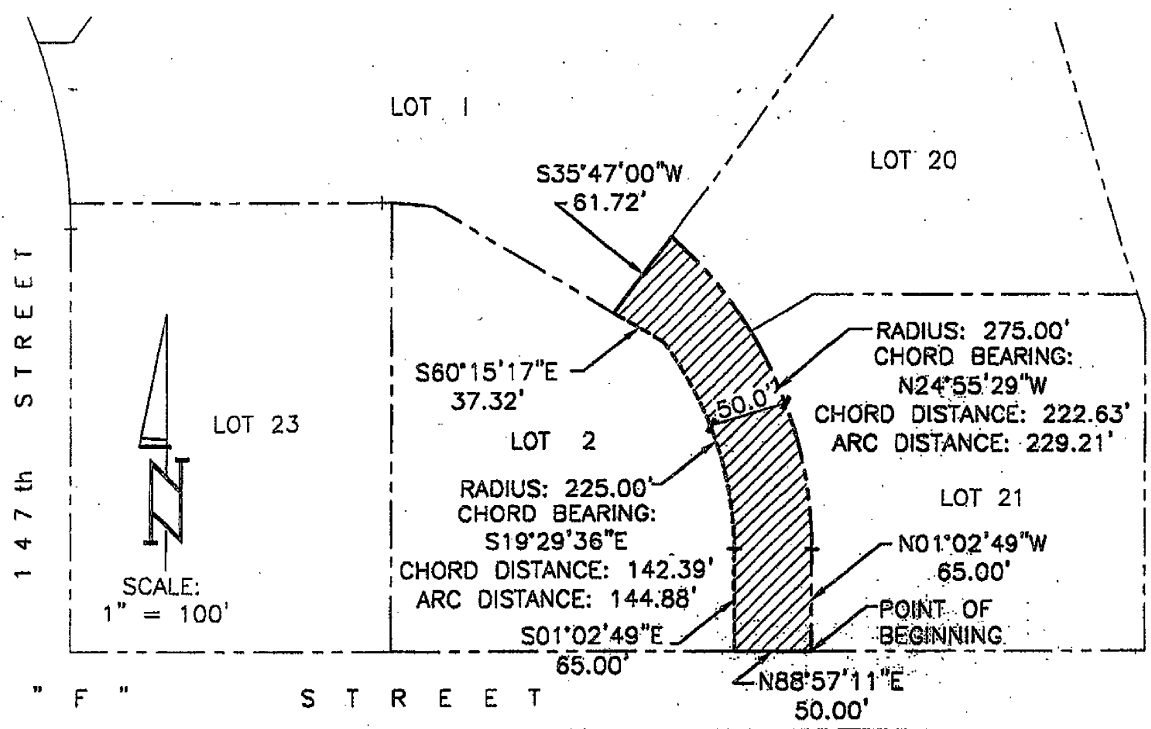 LOT 1
LOT 20
S35°47'00"W
61.72'
147th STREET
S60°15'17"E
37.32'
RADIUS: 275.00'
CHORD BEARING:
N24°55'29"W
CHORD DISTANCE: 222.63'
ARC DISTANCE: 229.21'
50.0'
LOT 23
LOT 2
RADIUS: 225.00'
CHORD BEARING:
S19°29'36"E
CHORD DISTANCE: 142.39'
ARC DISTANCE: 144.88'
LOT 21
N
N01°02'49"W
65.00'
SCALE:
1" = 100'
POINT OF
BEGINNING
S01°02'49"E
65.00'
N88°57'11"E
50.00'
"F" STREET